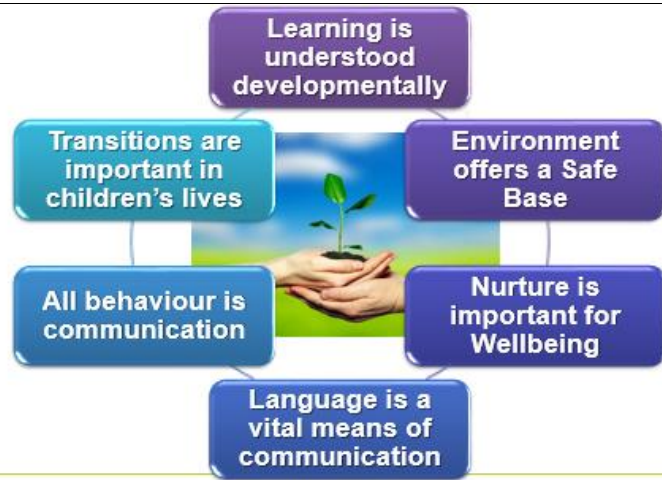 Learning is
understood
developmentally
Environment
offers a Safe
Base
Nurture is
important for
Wellbeing
Language is a
vital means of
communication
All behaviour is
communication
Transitions are
important in
children's lives